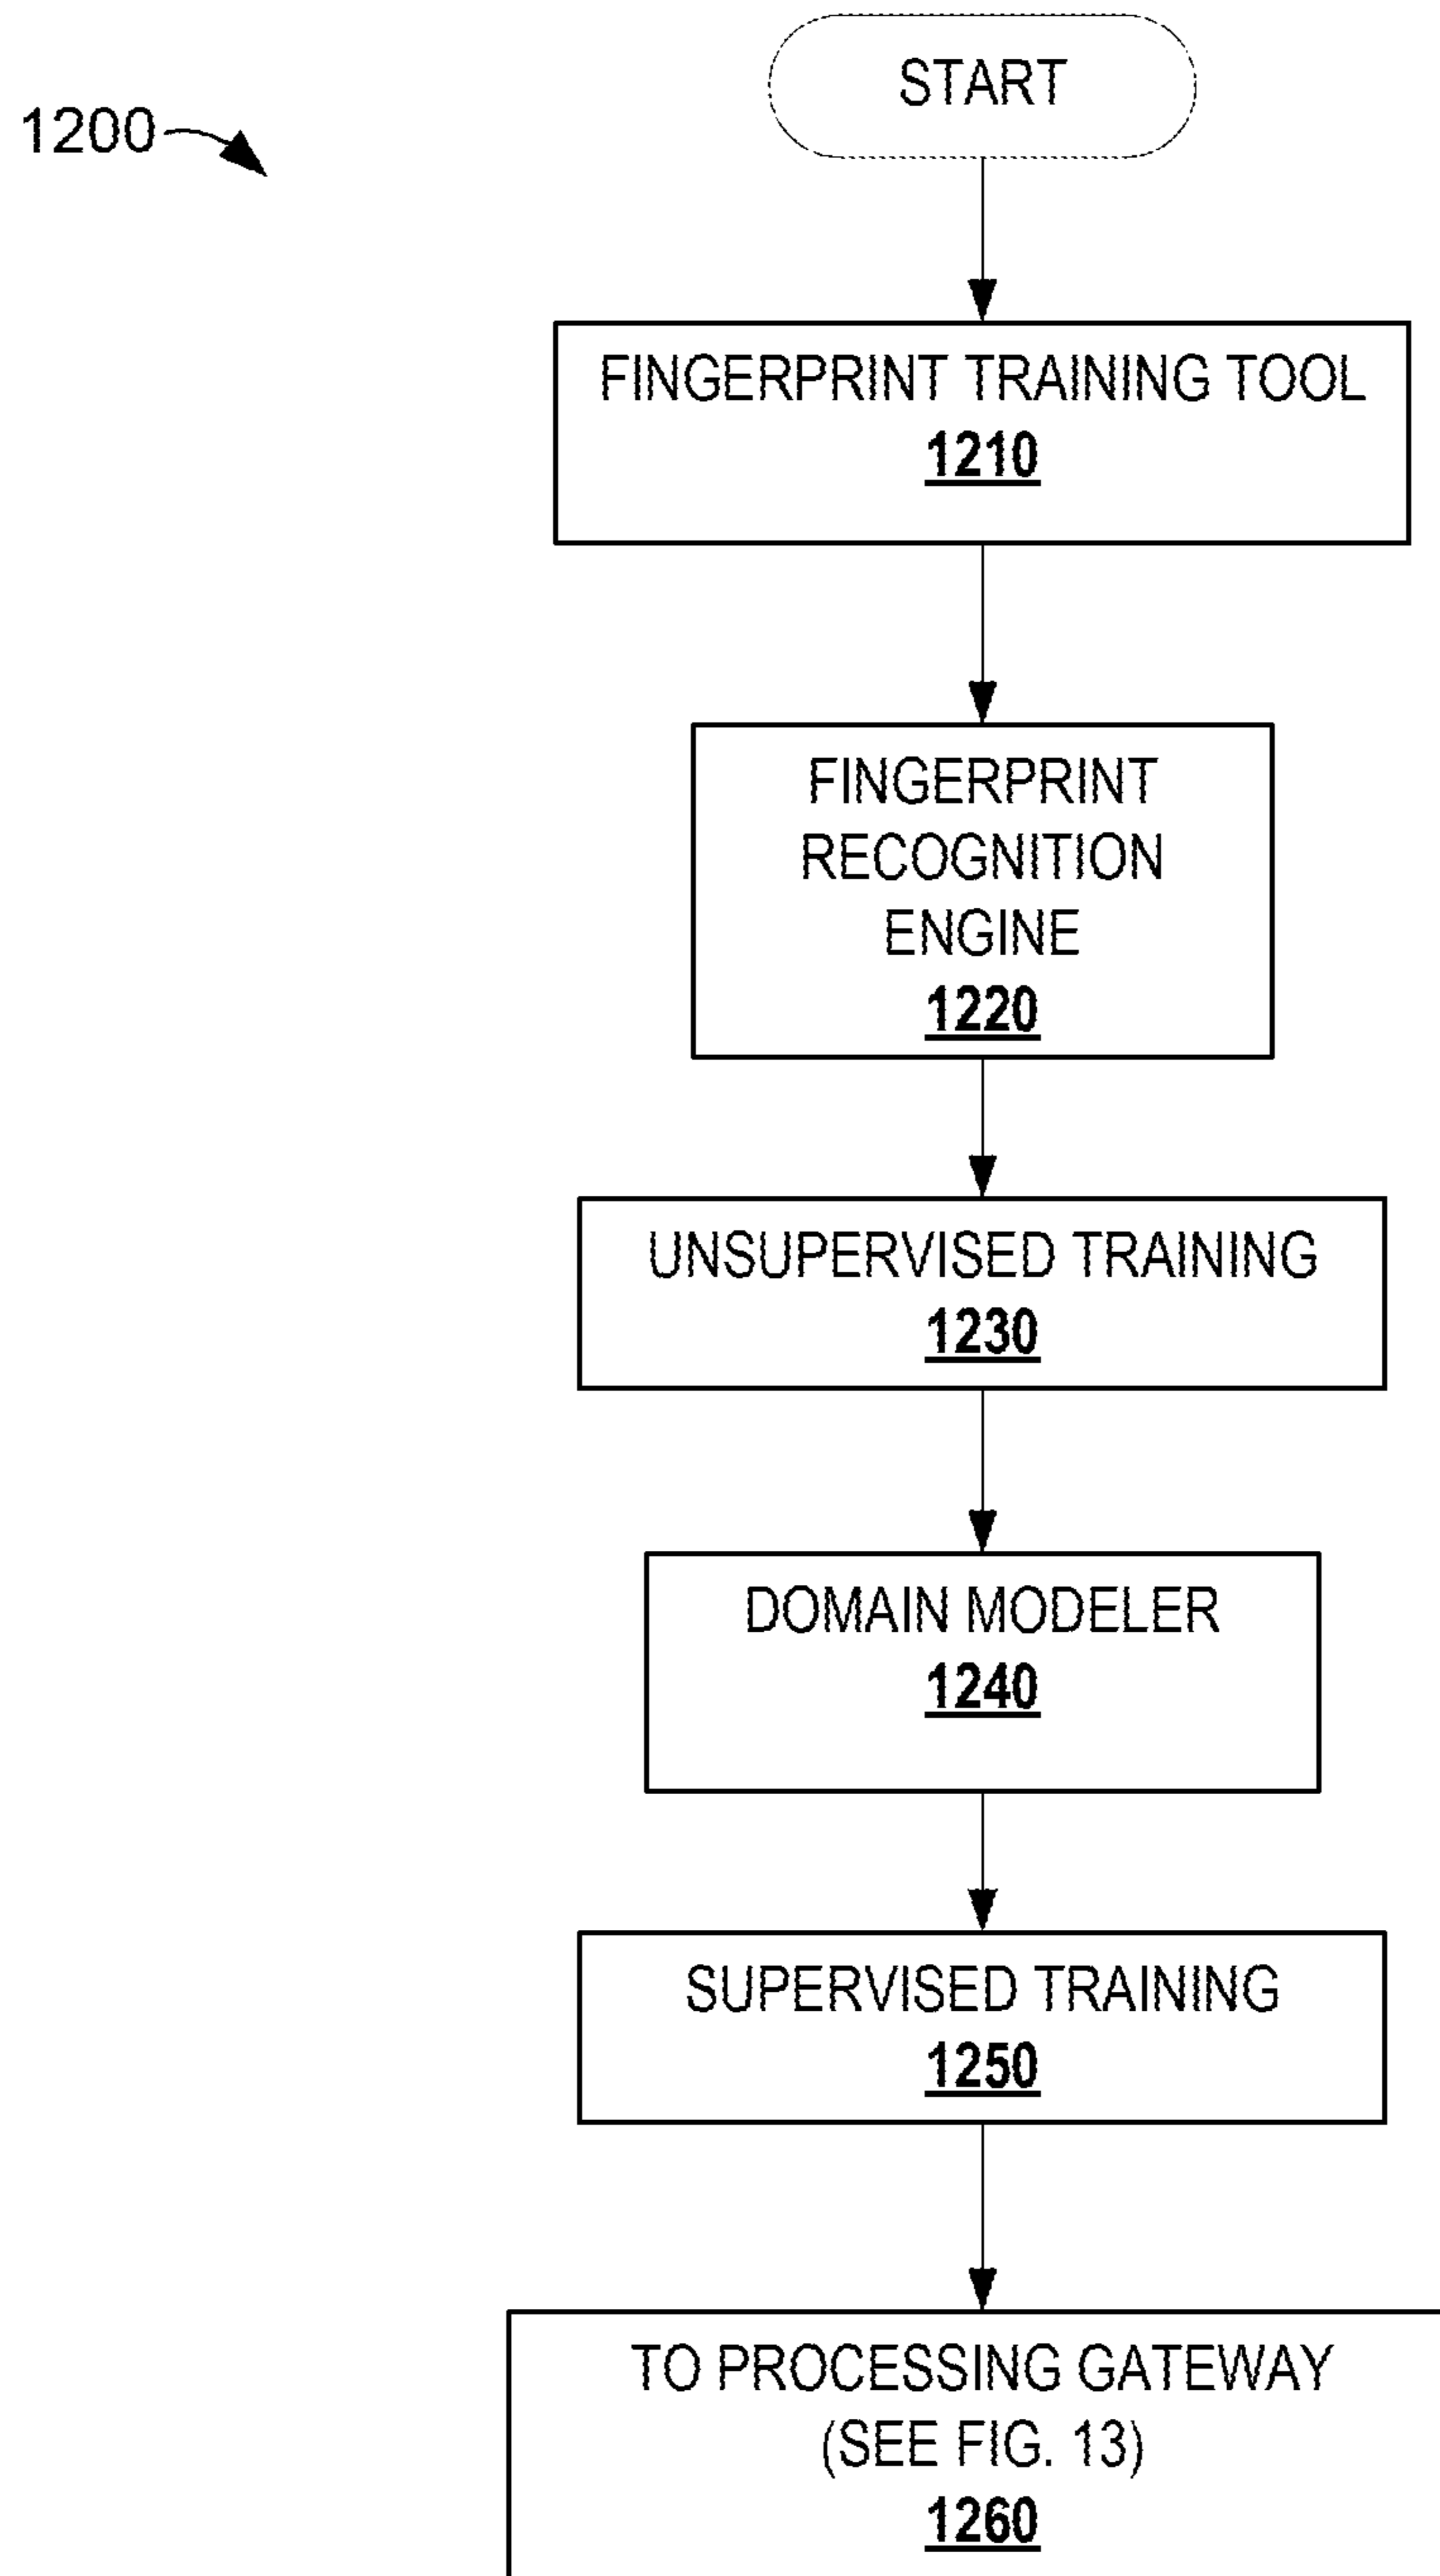 START
1200
FINGERPRINT TRAINING TOOL
1210
FINGERPRINT
RECOGNITION
ENGINE
1220
UNSUPERVISED TRAINING
1230
DOMAIN MODELER
1240
SUPERVISED TRAINING
1250
TO PROCESSING GATEWAY
(SEE FIG. 13)
1260